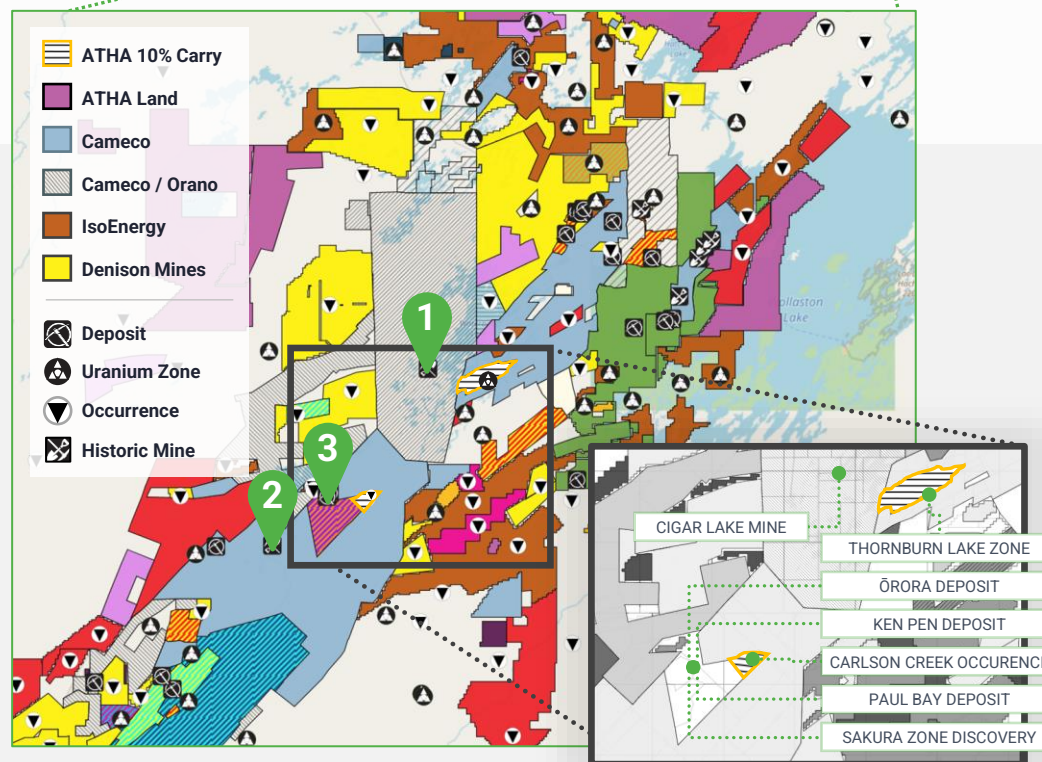 ATHA 10% Carry
ATHA Land
Cameco
Cameco / Orano
IsoEnergy
Denison Mines
Deposit
Uranium Zone
Occurrence
Historic Mine
1
2
3
ollaston
Lake
CIGAR LAKE MINE
THORNBURN LAKE ZONE
ŌRORA DEPOSIT
KEN PEN DEPOSIT
CARLSON CREEK OCCURENC
PAUL BAY DEPOSIT
SAKURA ZONE DISCOVERY